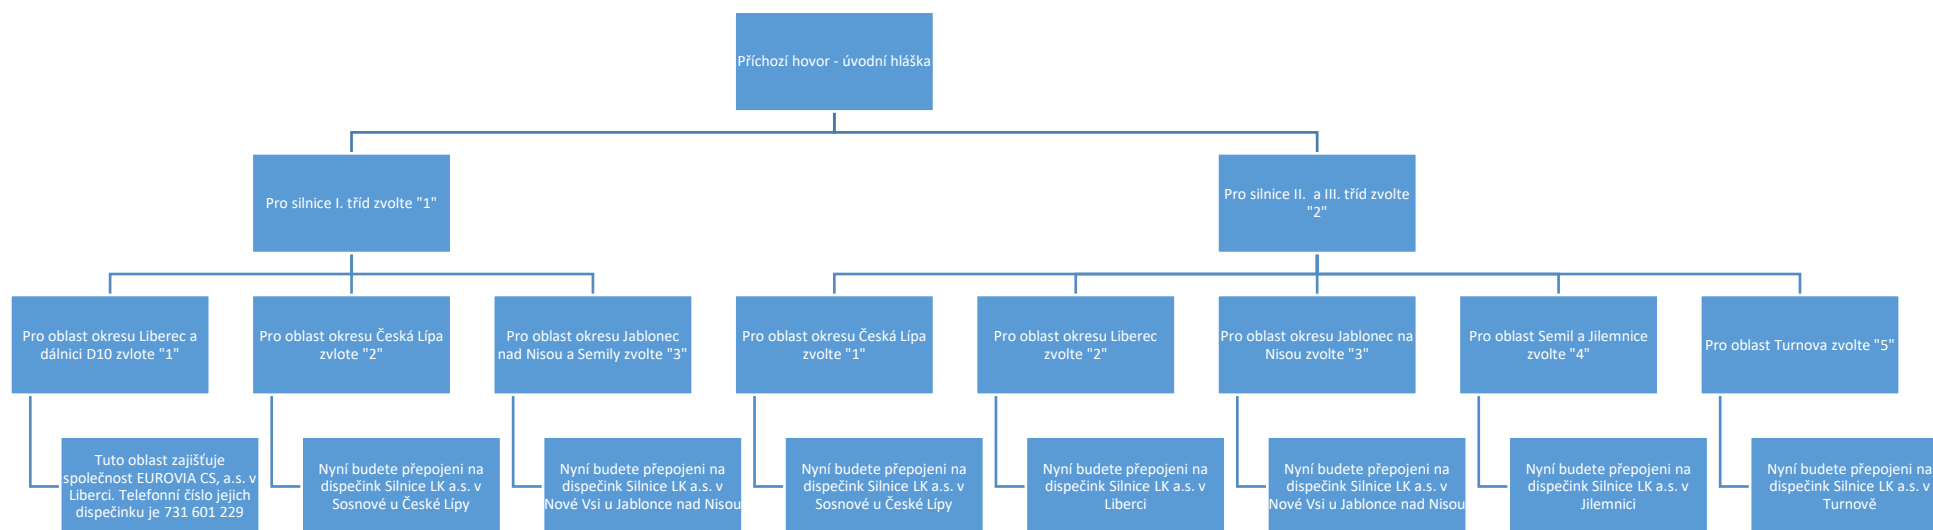 Příchozí hovor - úvodní hláška
Pro silnice I. tříd zvolte "1"
Pro silnice II.  a III. tříd zvolte
"2"
Pro oblast okresu Liberec a
dálnici D10 zvlote "1"
Pro oblast okresu Česká Lípa
zvlote "2"
Pro oblast okresu Jablonec
nad Nisou a Semily zvolte "3"
Pro oblast okresu Česká Lípa
zvolte "1"
Pro oblast okresu Liberec
zvolte "2"
Pro oblast okresu Jablonec na
Nisou zvolte "3"
Pro oblast Semil a Jilemnice
zvolte "4"
Pro oblast Turnova zvolte "5"
Tuto oblast zajišťuje
společnost EUROVIA CS, a.s. v
Liberci. Telefonní číslo jejich
dispečinku je 731 601 229
Nyní budete přepojeni na
dispečink Silnice LK a.s. v
Sosnové u České Lípy
Nyní budete přepojeni na
dispečink Silnice LK a.s. v
Nové Vsi u Jablonce nad Nisou
Nyní budete přepojeni na
dispečink Silnice LK a.s. v
Sosnové u České Lípy
Nyní budete přepojeni na
dispečink Silnice LK a.s. v
Liberci
Nyní budete přepojeni na
dispečink Silnice LK a.s. v
Nové Vsi u Jablonce nad Nisou
Nyní budete přepojeni na
dispečink Silnice LK a.s. v
Jilemnici
Nyní budete přepojeni na
dispečink Silnice LK a.s. v
Turnově